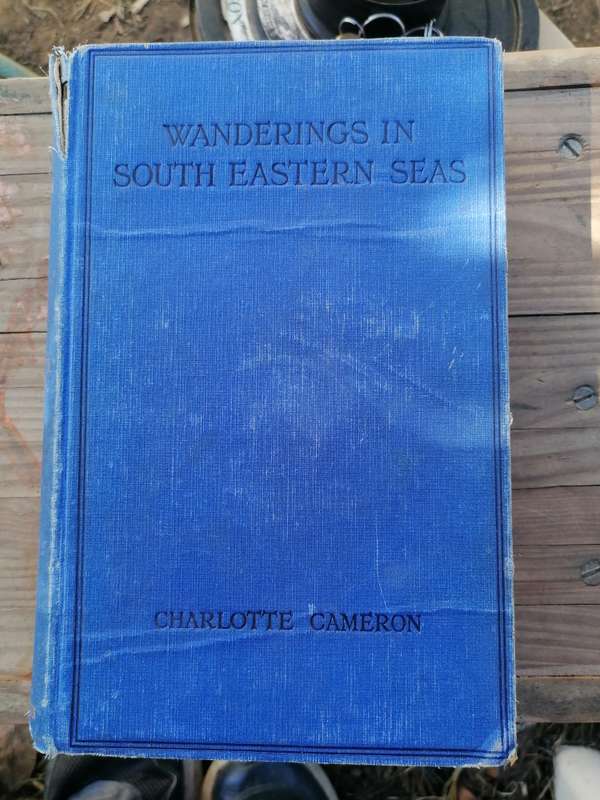 WANDERINGS IN
SOUTH EASTERN SEAS
CHARLOTTE CAMERON